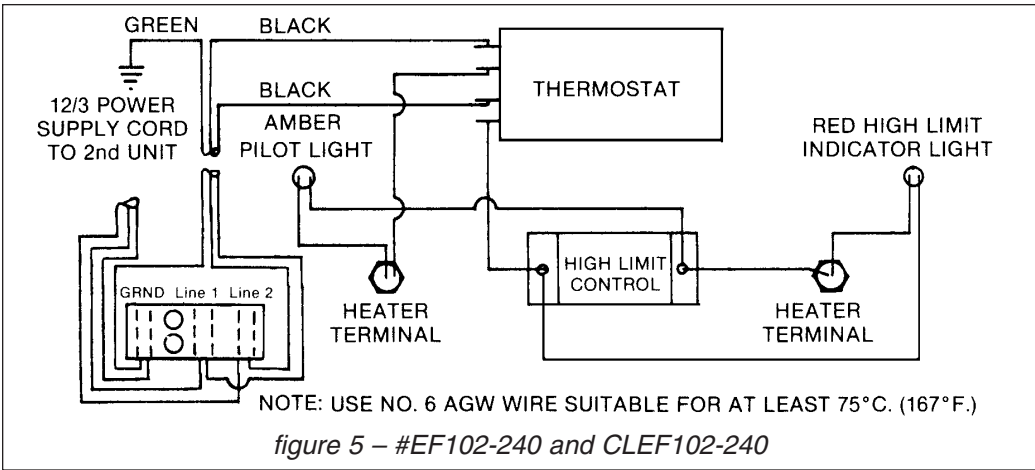 GREEN
BLACK
THERMOSTAT
BLACK
12/3 POWER
SUPPLY CORD
TO 2nd UNIT
AMBER
PILOT LIGHT
RED HIGH LIMIT
INDICATOR LIGHT
GRND Line 1 Line 2
HEATER
TERMINAL
HIGH LIMIT
CONTROL
HEATER
TERMINAL
NOTE: USE NO. 6 AGW WIRE SUITABLE FOR AT LEAST 75°C. (167°F.)
figure 5 – #EF102-240 and CLEF102-240